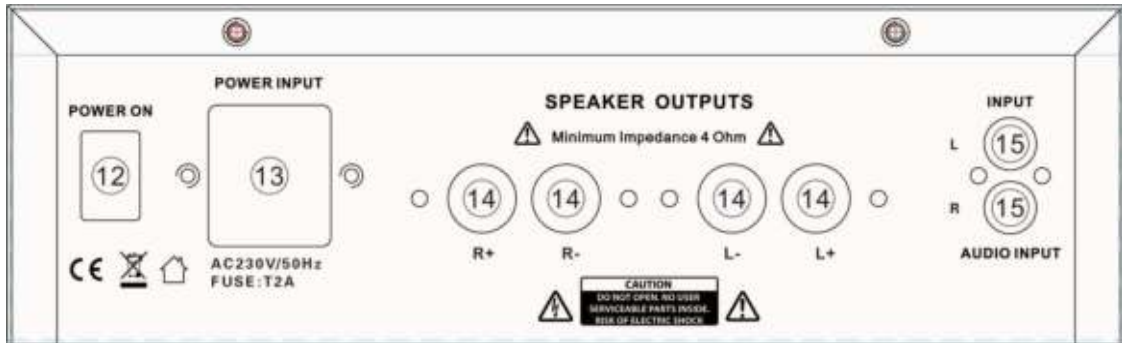 POWER ON
12
POWER INPUT
13
AC230V/50Hz
FUSE:T2A
CE
SPEAKER OUTPUTS
Minimum Impedance 4 Ohm
14 14 14 14
R+ R- L- L+
CAUTION
DO NOT OPEN. NO USER
SERVICEABLE PARTS INSIDE.
RISK OF ELECTRIC SHOCK
INPUT
L 15
R 15
AUDIO INPUT